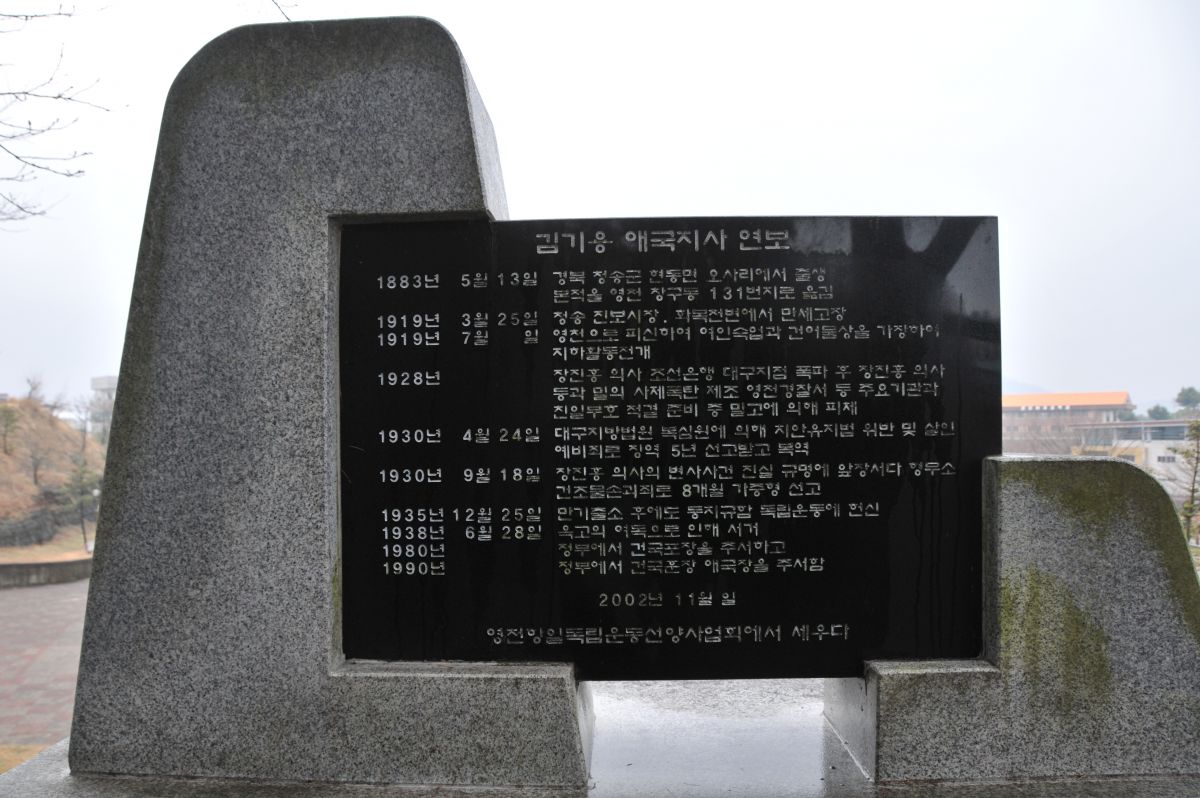 김기용 애국지사 연보
1883년 5월 13일 경북 청송군 현동면 오사리에서 출생
본적을 영천 창구동 131번지로 옮김
1919년 3월 25일 청송 진보시장, 화목천변에서 만세고창
1919년 7월 일 영천으로 피신하여 여인숙업과 건어물상을 가장하여
지하활동전개
1928년 장진홍 의사 조선은행 대구지점 폭파 후 장진홍 의사
등과 밀의 사제폭탄 제조 영천경찰서 등 주요기관과
친일부호 척결 준비 중 밀고에 의해 피체
1930년 4월 24일 대구지방법원 복심원에 의해 치안유지법 위반 및 살인
예비죄로 징역 5년 선고받고 복역
1930년 9월 18일 장진홍 의사의 변사사건 진실 규명에 앞장서다 형무소
건조물손괴죄로 8개월 가중형 선고
1935년 12월 25일 만기출소 후에도 동지규합 독립운동에 헌신
1938년 6월 28일 옥고의 여독으로 인해 서거
1980년 정부에서 건국포장을 추서하고
1990년 정부에서 건국훈장 애국장을 추서함
2002년 11월 일
영천항일독립운동선양사업회에서 세우다